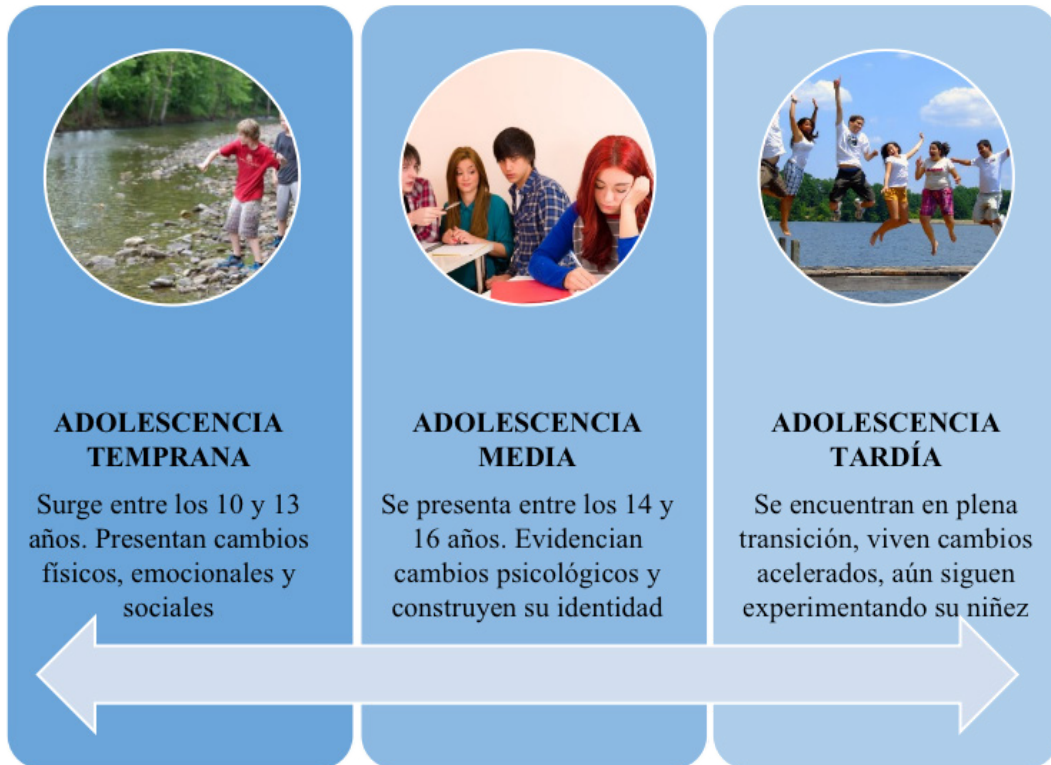 ADOLESCENCIA
TEMPRANA
Surge entre los 10 y 13
años. Presentan cambios
físicos, emocionales y
sociales
ADOLESCENCIA
MEDIA
Se presenta entre los 14 y
16 años. Evidencian
cambios psicológicos y
construyen su identidad
ADOLESCENCIA
TARDÍA
Se encuentran en plena
transición, viven cambios
acelerados, aún siguen
experimentando su niñez